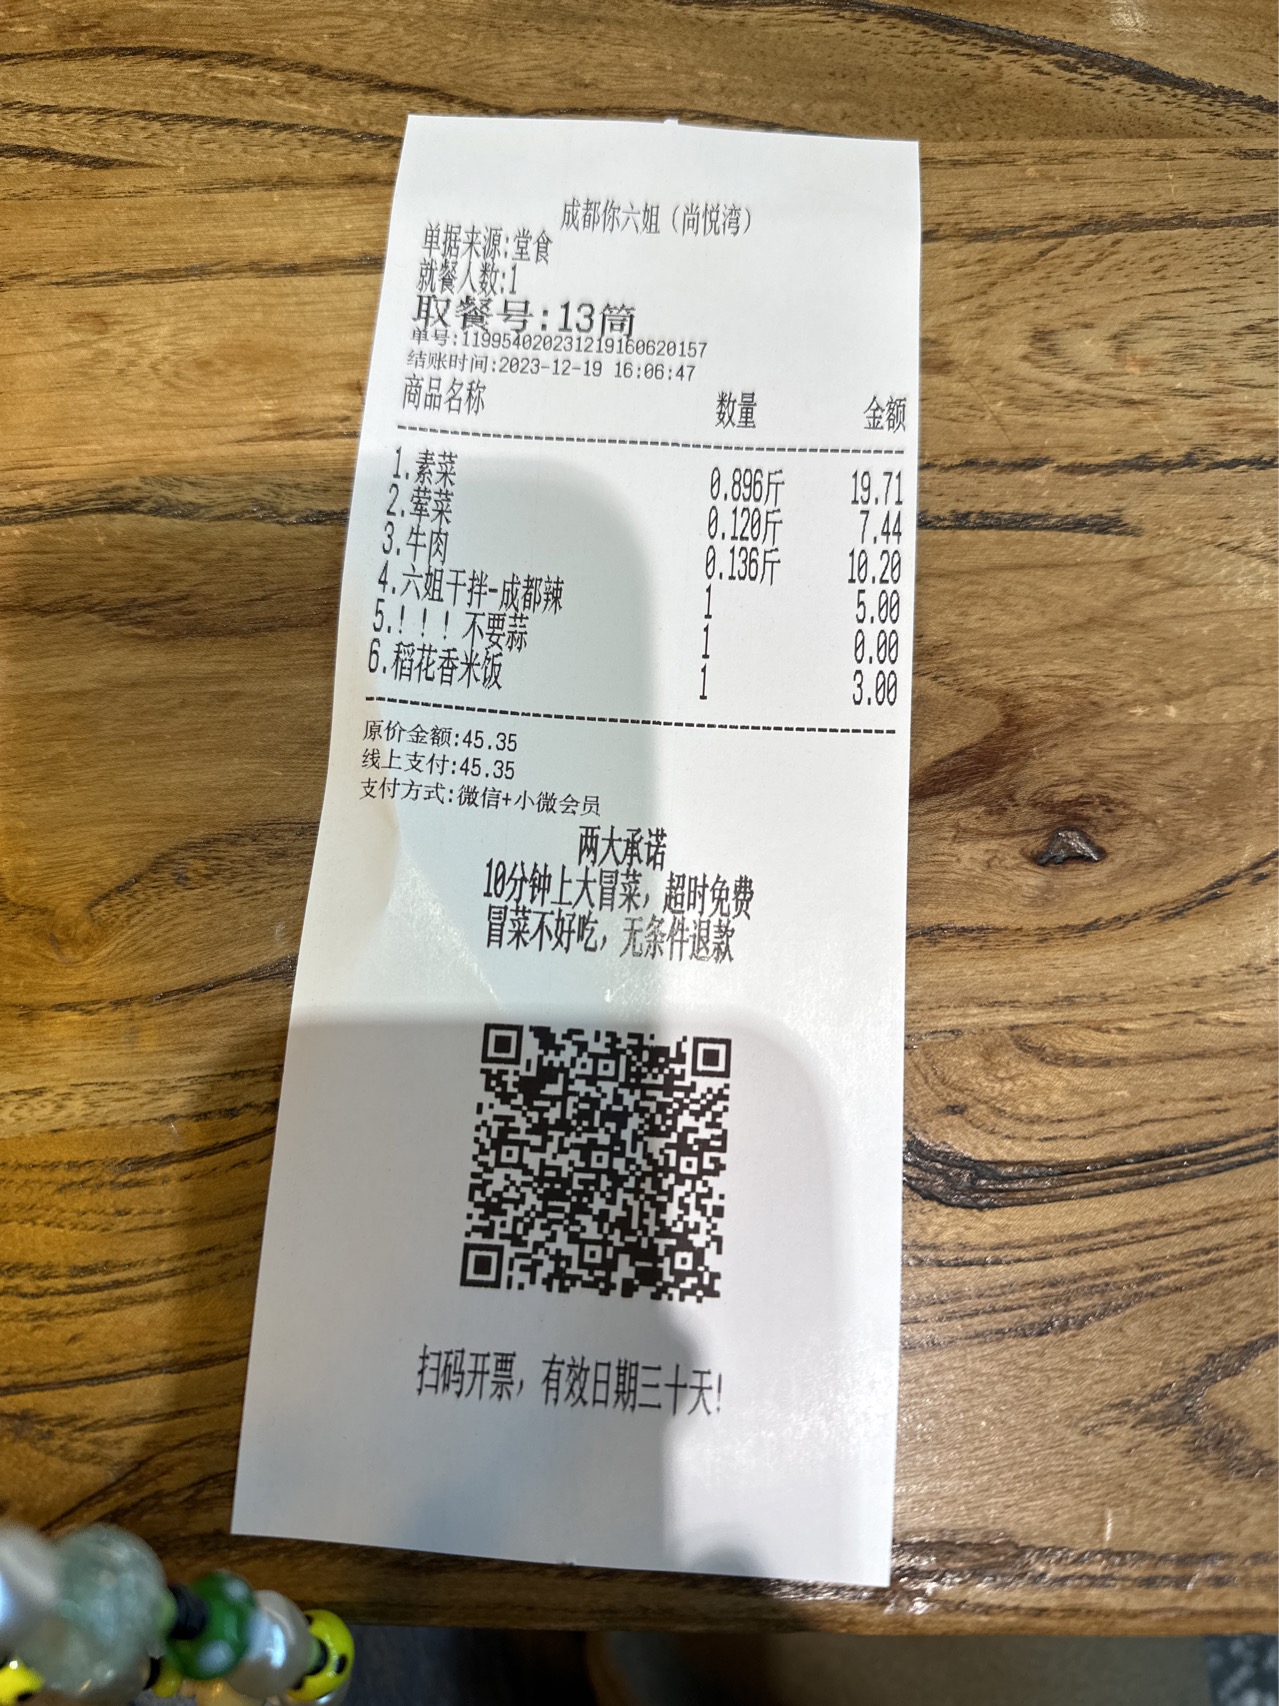 成都你六姐（尚悦湾）
单据来源:堂食
就餐人数:1
取餐号:13筒
单号:119954020231219160620157
结账时间:2023-12-19 16:06:47
商品名称 数量 金额
1.素菜 0.896斤 19.71
2.荤菜 0.120斤 7.44
3.牛肉 0.136斤 10.20
4.六姐干拌-成都辣 1 5.00
5.！！！不要蒜 1 0.00
6.稻花香米饭 1 3.00
原价金额:45.35
线上支付:45.35
支付方式:微信+小微会员
两大承诺
10分钟上大冒菜，超时免费
冒菜不好吃，无条件退款
扫码开票，有效日期三十天!